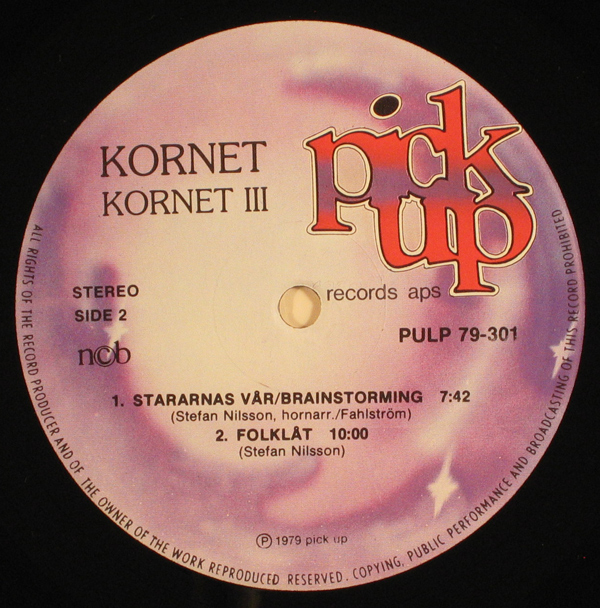 KORNET
KORNET III
pick
up
records aps
STEREO
SIDE 2
n©b
PULP 79-301
1. STARARNAS VÅR/BRAINSTORMING 7:42
(Stefan Nilsson, hornarr./Fahlström)
2. FOLKLÅT 10:00
(Stefan Nilsson)
Ⓟ 1979 pick up
ALL RIGHTS OF THE RECORD PRODUCER AND OF THE OWNER OF THE WORK REPRODUCED RESERVED. COPYING, PUBLIC PERFORMANCE AND BROADCASTING OF THIS RECORD PROHIBITED